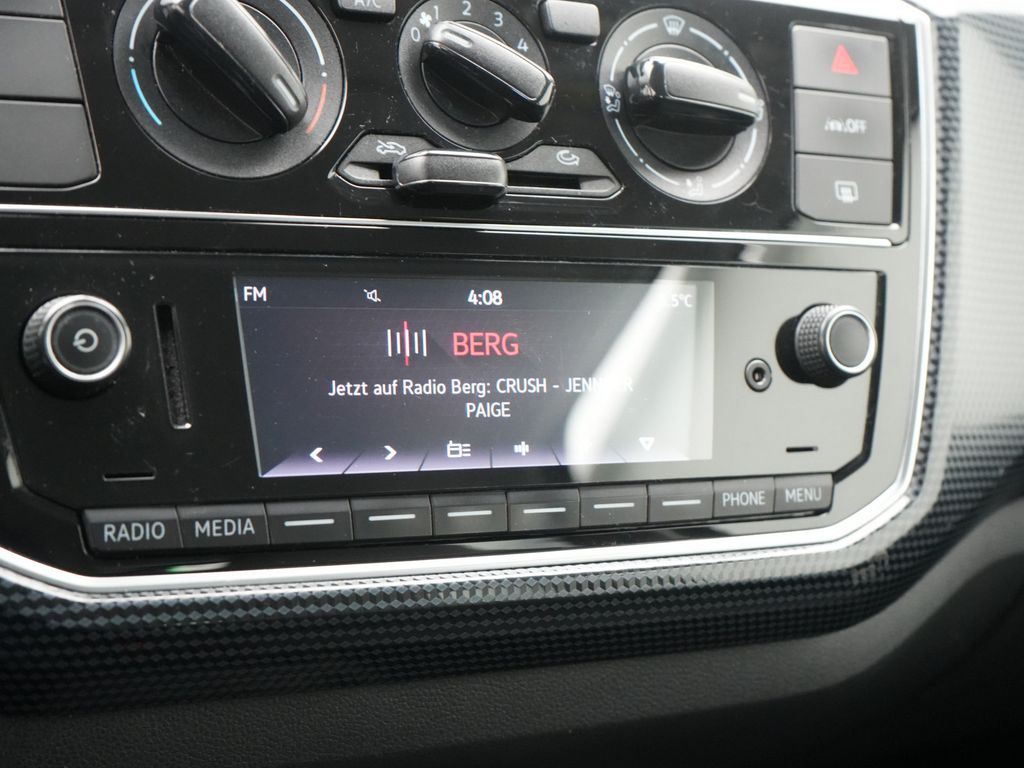 A/C
0 1 2 3 4
OFF
FM 4:08 5°C
BERG
Jetzt auf Radio Berg: CRUSH -
PAIGE
RADIO MEDIA PHONE MENU